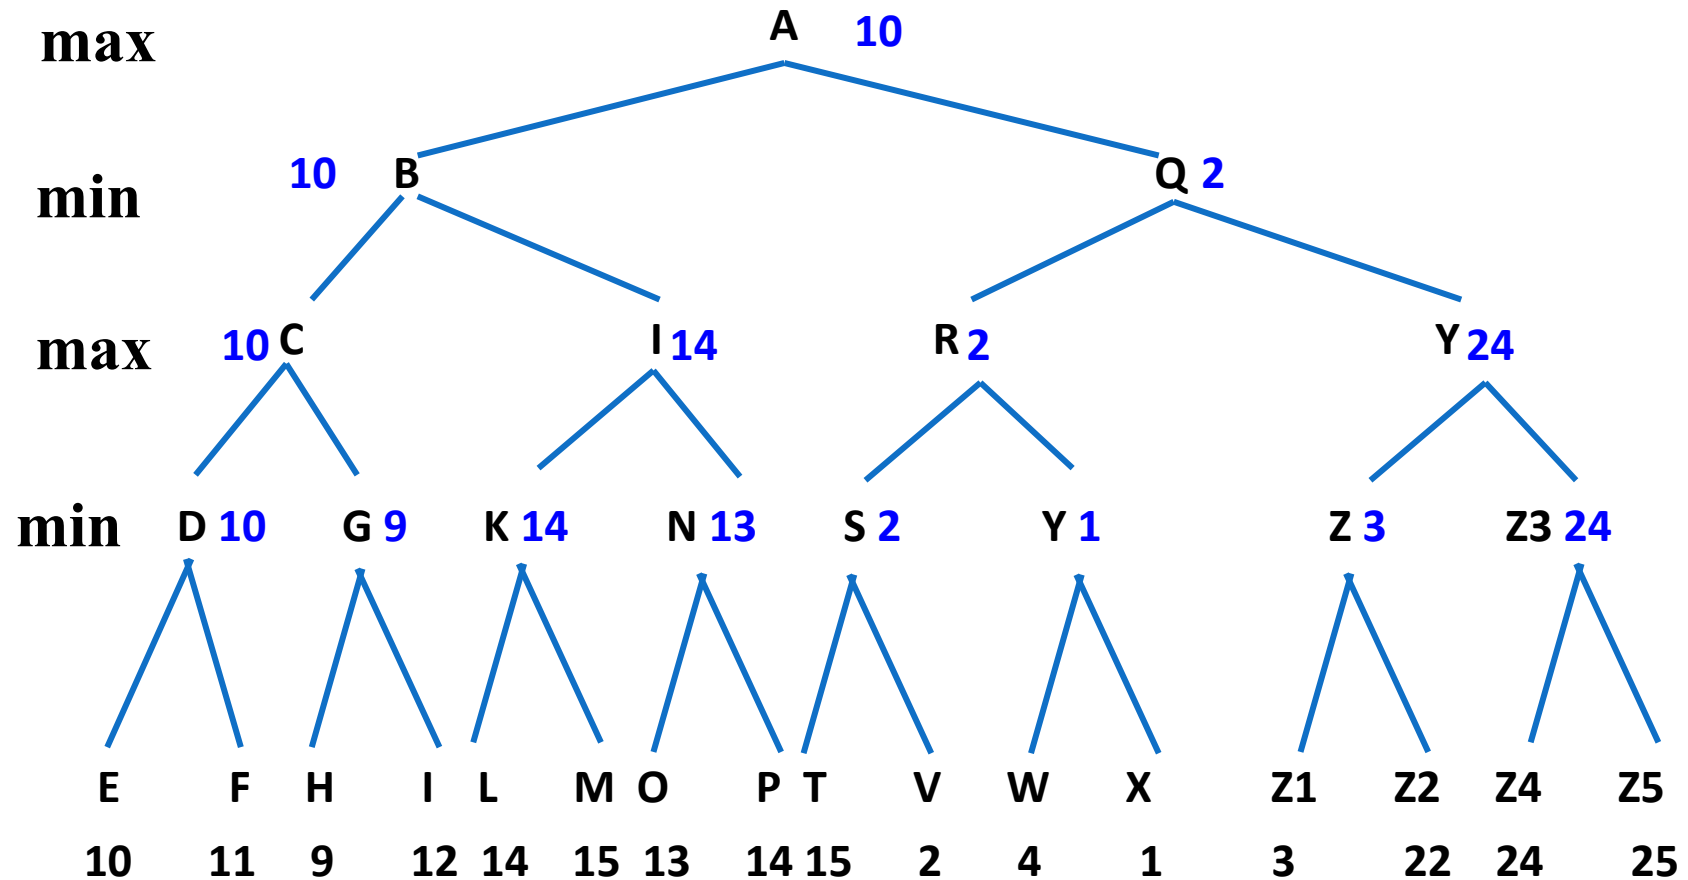 max A 10
min 10 B Q 2
max 10 C I 14 R 2 Y 24
min D 10 G 9 K 14 N 13 S 2 Y 1 Z 3 Z3 24
E F H I L M O P T V W X Z1 Z2 Z4 Z5
10 11 9 12 14 15 13 14 15 2 4 1 3 22 24 25